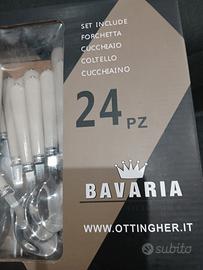 SET INCLUDE
FORCHETTA
CUCCHIAIO
COLTELLO
CUCCHIAINO
24 PZ
BAVARIA
WWW.OTTINGHER.IT
subito